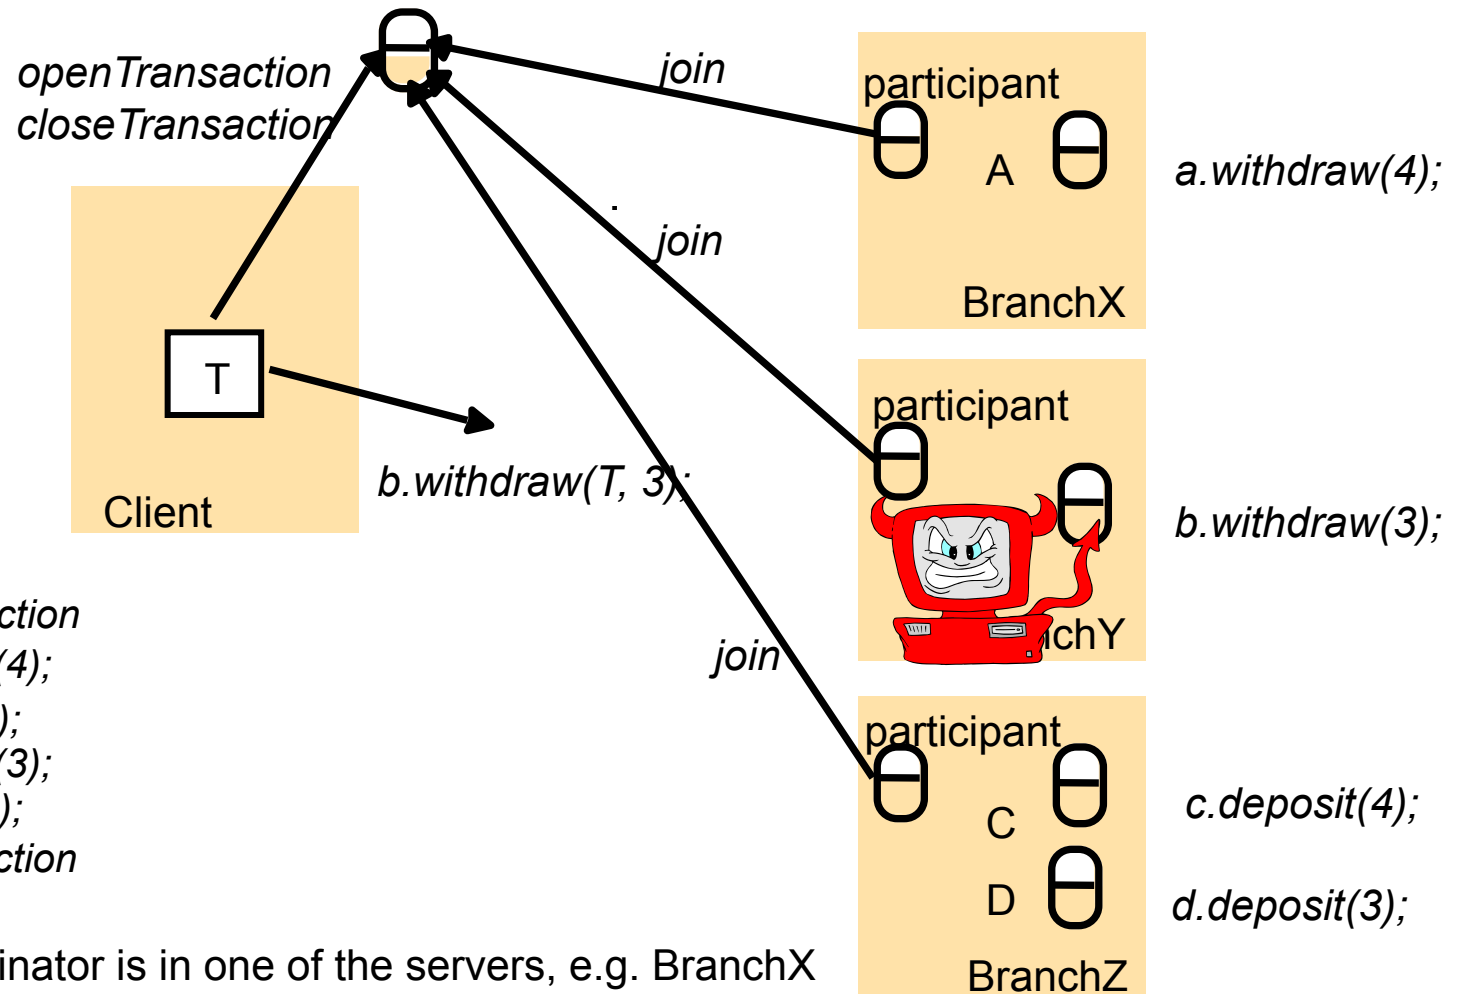 openTransaction
closeTransaction
join
participant
A
a.withdraw(4);
BranchX
join
T
Client
b.withdraw(T, 3);
participant
b.withdraw(3);
chY
join
ction
(4);
);
(3);
);
ction
participant
C
c.deposit(4);
D
d.deposit(3);
BranchZ
inator is in one of the servers, e.g. BranchX